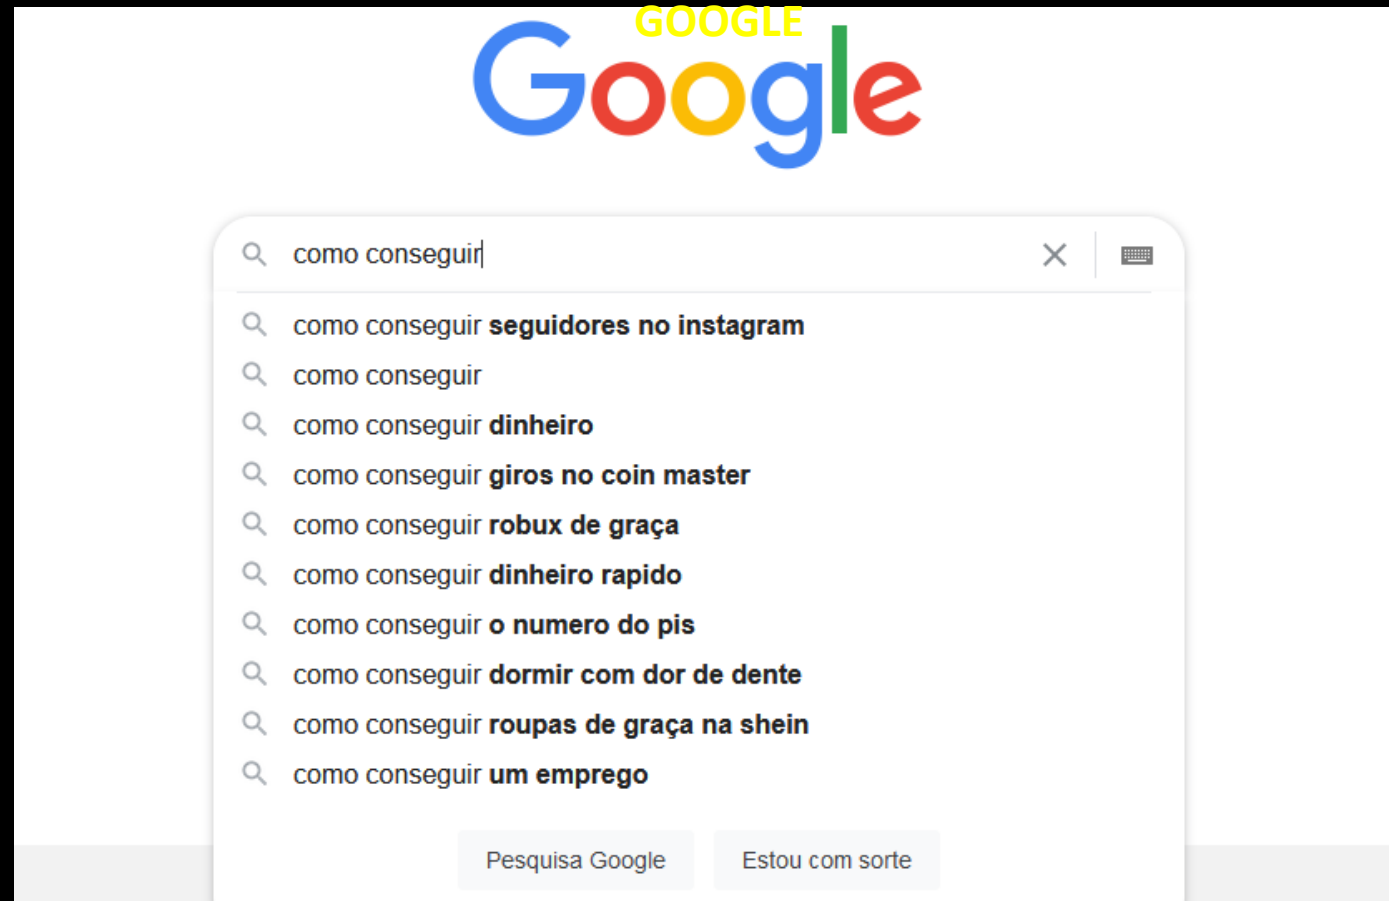 GOOGLE
Google
como conseguir
como conseguir seguidores no instagram
como conseguir
como conseguir dinheiro
como conseguir giros no coin master
como conseguir robux de graça
como conseguir dinheiro rapido
como conseguir o numero do pis
como conseguir dormir com dor de dente
como conseguir roupas de graça na shein
como conseguir um emprego
Pesquisa Google Estou com sorte